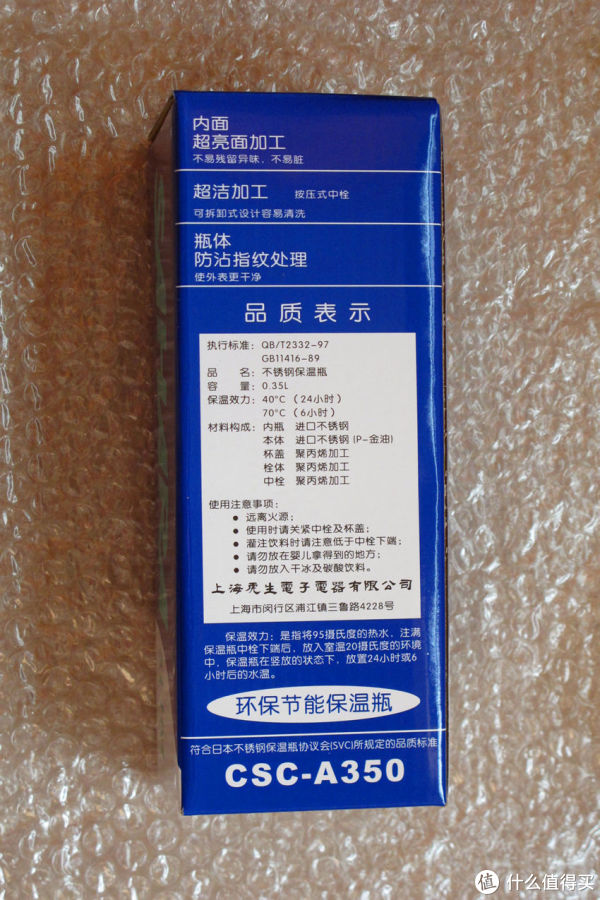 内面
超亮面加工
不易残留异味，不易脏
超洁加工 按压式中栓
可拆卸式设计容易清洗
瓶体
防沾指纹处理
使外表更干净
品质表示
执行标准：QB/T2332-97
GB11416-89
品 名：不锈钢保温瓶
容 量：0.35L
保温效力：40°C（24小时）
70°C（6小时）
材料构成：内瓶 进口不锈钢
本体 进口不锈钢(P-金油)
杯盖 聚丙烯加工
栓体 聚丙烯加工
中栓 聚丙烯加工
使用注意事项：
● 远离火源；
● 使用时请关紧中栓及杯盖；
● 灌注饮料时请注意低于中栓下端；
● 请勿放在婴儿拿得到的地方；
● 请勿放入干冰及碳酸饮料。
上海虎生電子電器有限公司
上海市闵行区浦江镇三鲁路4228号
保温效力：是指将95摄氏度的热水，注满
保温瓶中栓下端后，放入室温20摄氏度的环境
中，保温瓶在竖放的状态下，放置24小时或6
小时后的水温。
环保节能保温瓶
符合日本不锈钢保温瓶协议会(SVC)所规定的品质标准
CSC-A350
值 什么值得买